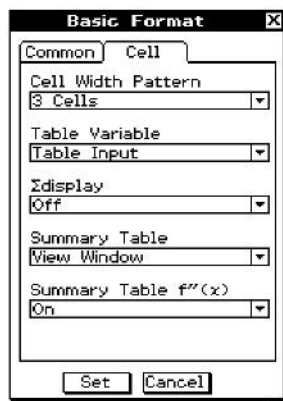 Basic Format X
Common Cell
Cell Width Pattern
3 Cells
Table Variable
Table Input
Σdisplay
Off
Summary Table
View Window
Summary Table f″(x)
On
Set Cancel